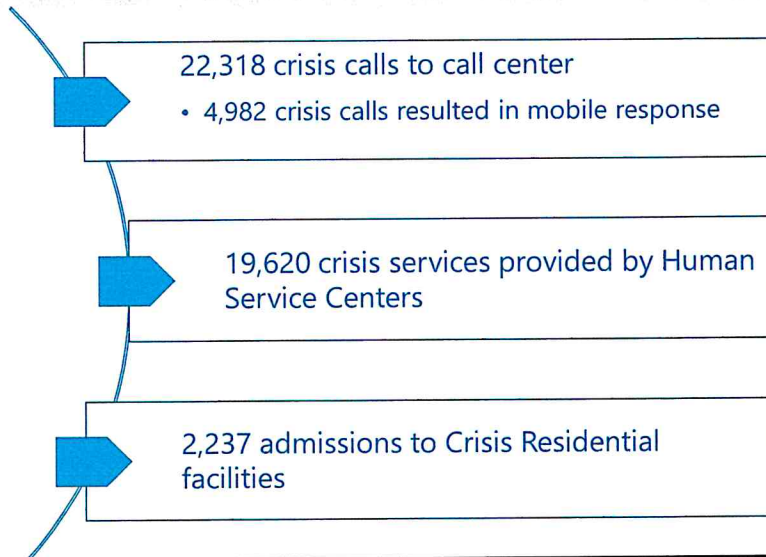 22,318 crisis calls to call center
• 4,982 crisis calls resulted in mobile response
19,620 crisis services provided by Human
Service Centers
2,237 admissions to Crisis Residential
facilities